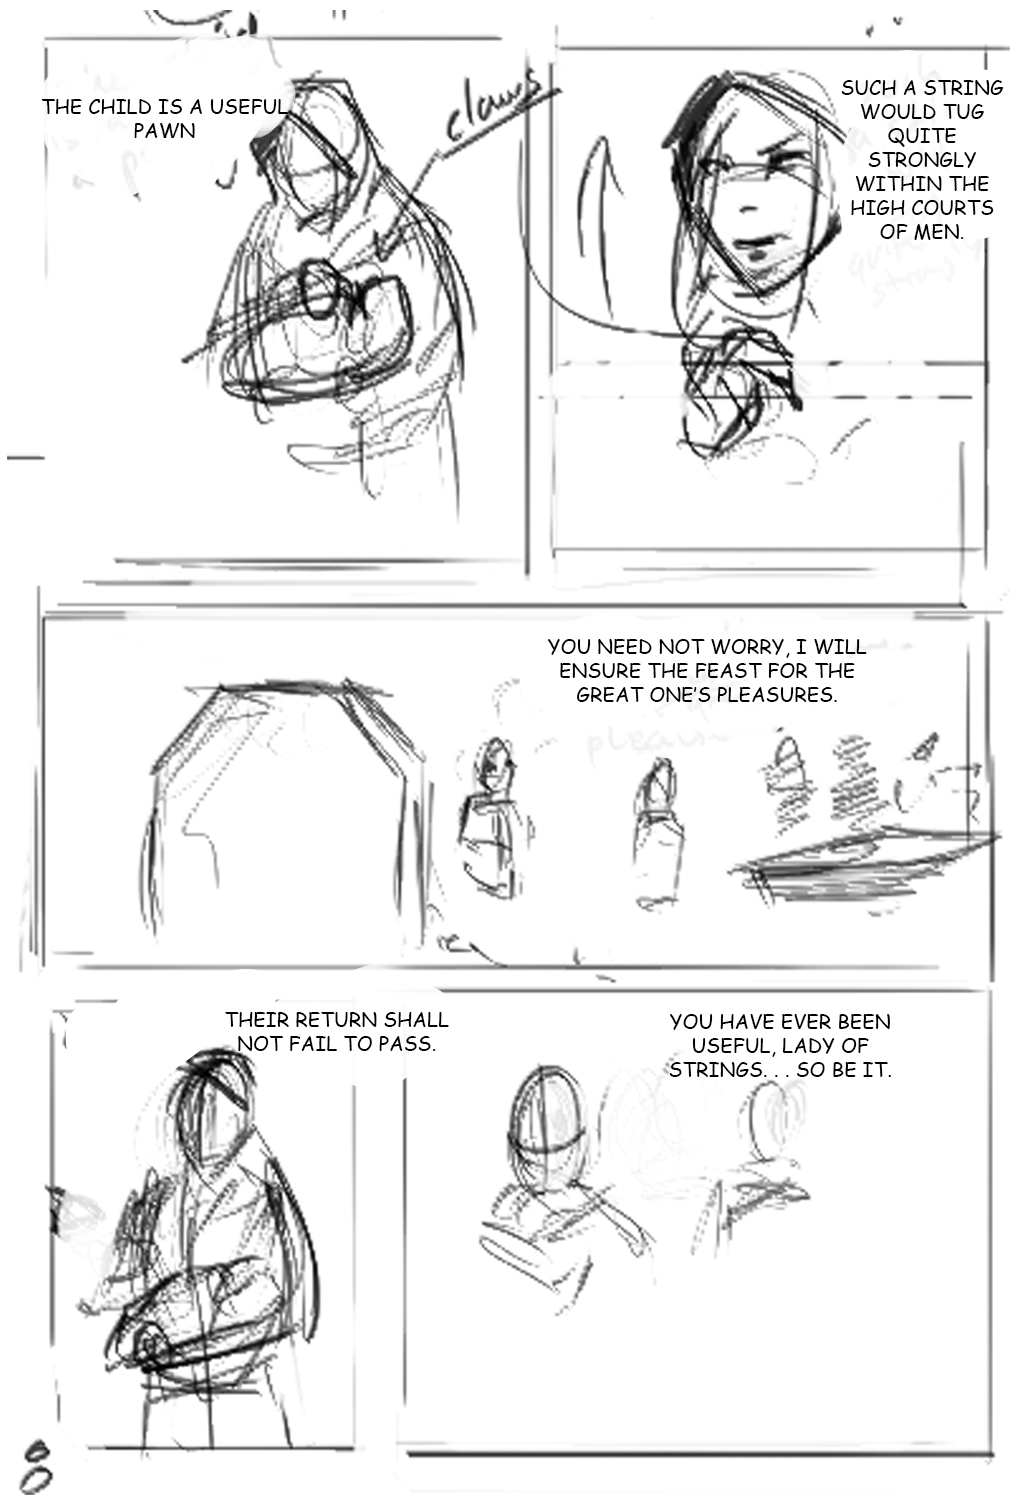 THE CHILD IS A USEFUL
PAWN
claws
SUCH A STRING
WOULD TUG
QUITE
STRONGLY
WITHIN THE
HIGH COURTS
OF MEN.
YOU NEED NOT WORRY, I WILL
ENSURE THE FEAST FOR THE
GREAT ONE'S PLEASURES.
THEIR RETURN SHALL
NOT FAIL TO PASS.
YOU HAVE EVER BEEN
USEFUL, LADY OF
STRINGS. . . SO BE IT.